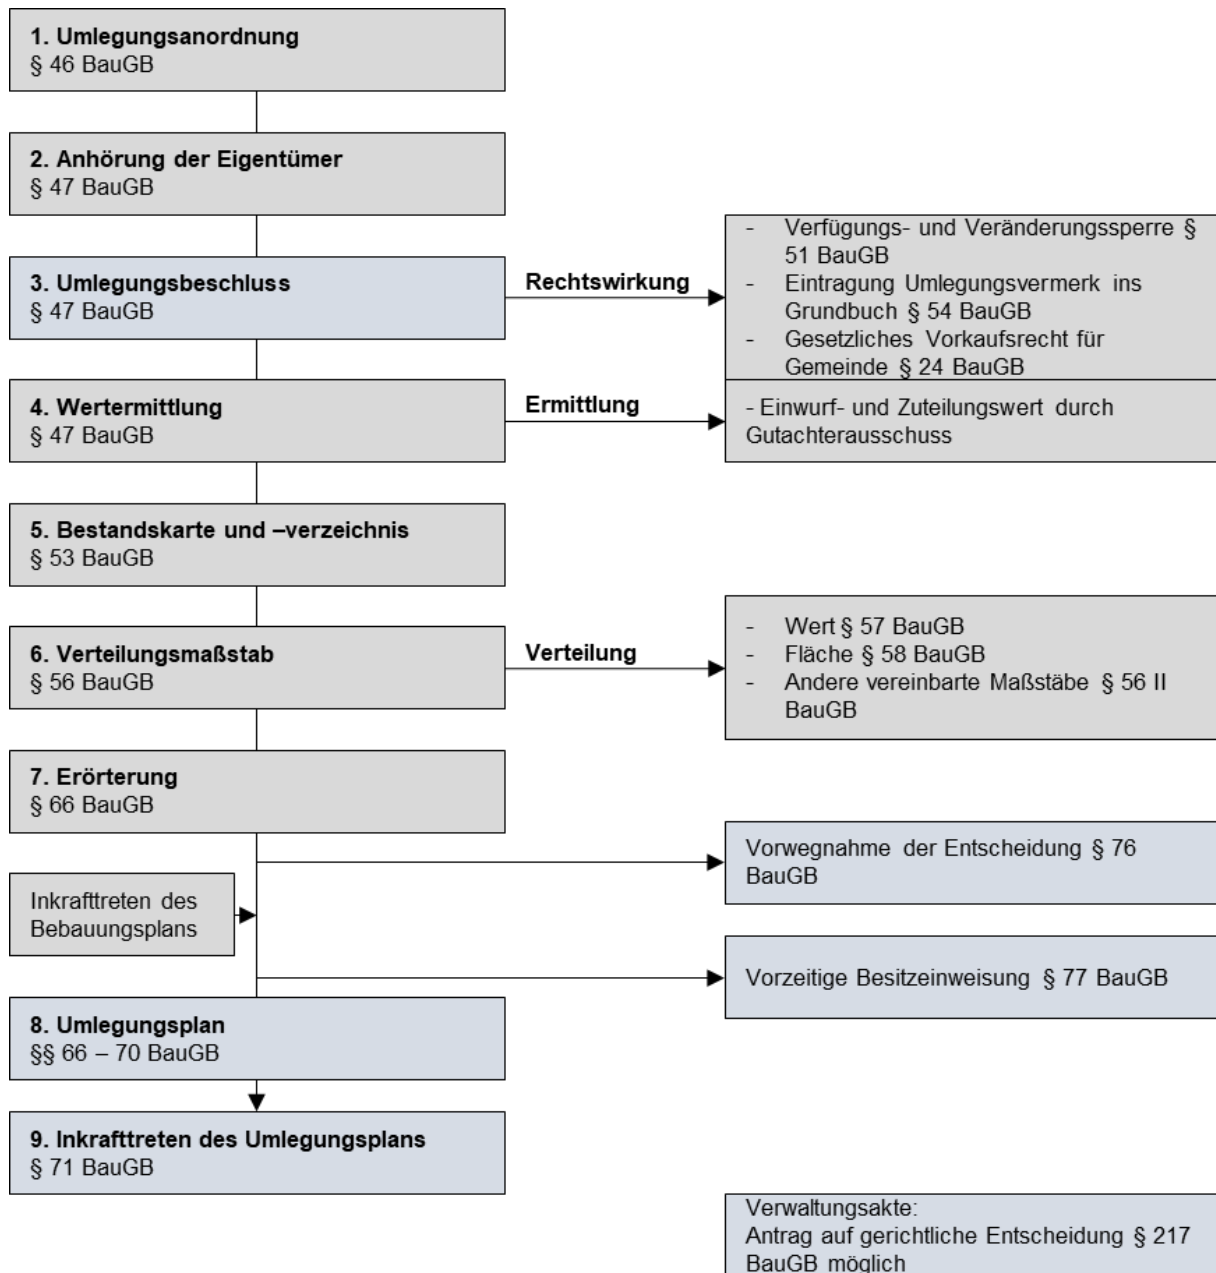 1. Umlegungsanordnung
§ 46 BauGB
2. Anhörung der Eigentümer
§ 47 BauGB
3. Umlegungsbeschluss
§ 47 BauGB
Rechtswirkung
- Verfügungs- und Veränderungssperre §
51 BauGB
- Eintragung Umlegungsvermerk ins
Grundbuch § 54 BauGB
- Gesetzliches Vorkaufsrecht für
Gemeinde § 24 BauGB
4. Wertermittlung
§ 47 BauGB
Ermittlung
- Einwurf- und Zuteilungswert durch
Gutachterausschuss
5. Bestandskarte und –verzeichnis
§ 53 BauGB
6. Verteilungsmaßstab
§ 56 BauGB
Verteilung
- Wert § 57 BauGB
- Fläche § 58 BauGB
- Andere vereinbarte Maßstäbe § 56 II
BauGB
7. Erörterung
§ 66 BauGB
Vorwegnahme der Entscheidung § 76
BauGB
Inkrafttreten des
Bebauungsplans
Vorzeitige Besitzeinweisung § 77 BauGB
8. Umlegungsplan
§§ 66 – 70 BauGB
9. Inkrafttreten des Umlegungsplans
§ 71 BauGB
Verwaltungsakte:
Antrag auf gerichtliche Entscheidung § 217
BauGB möglich